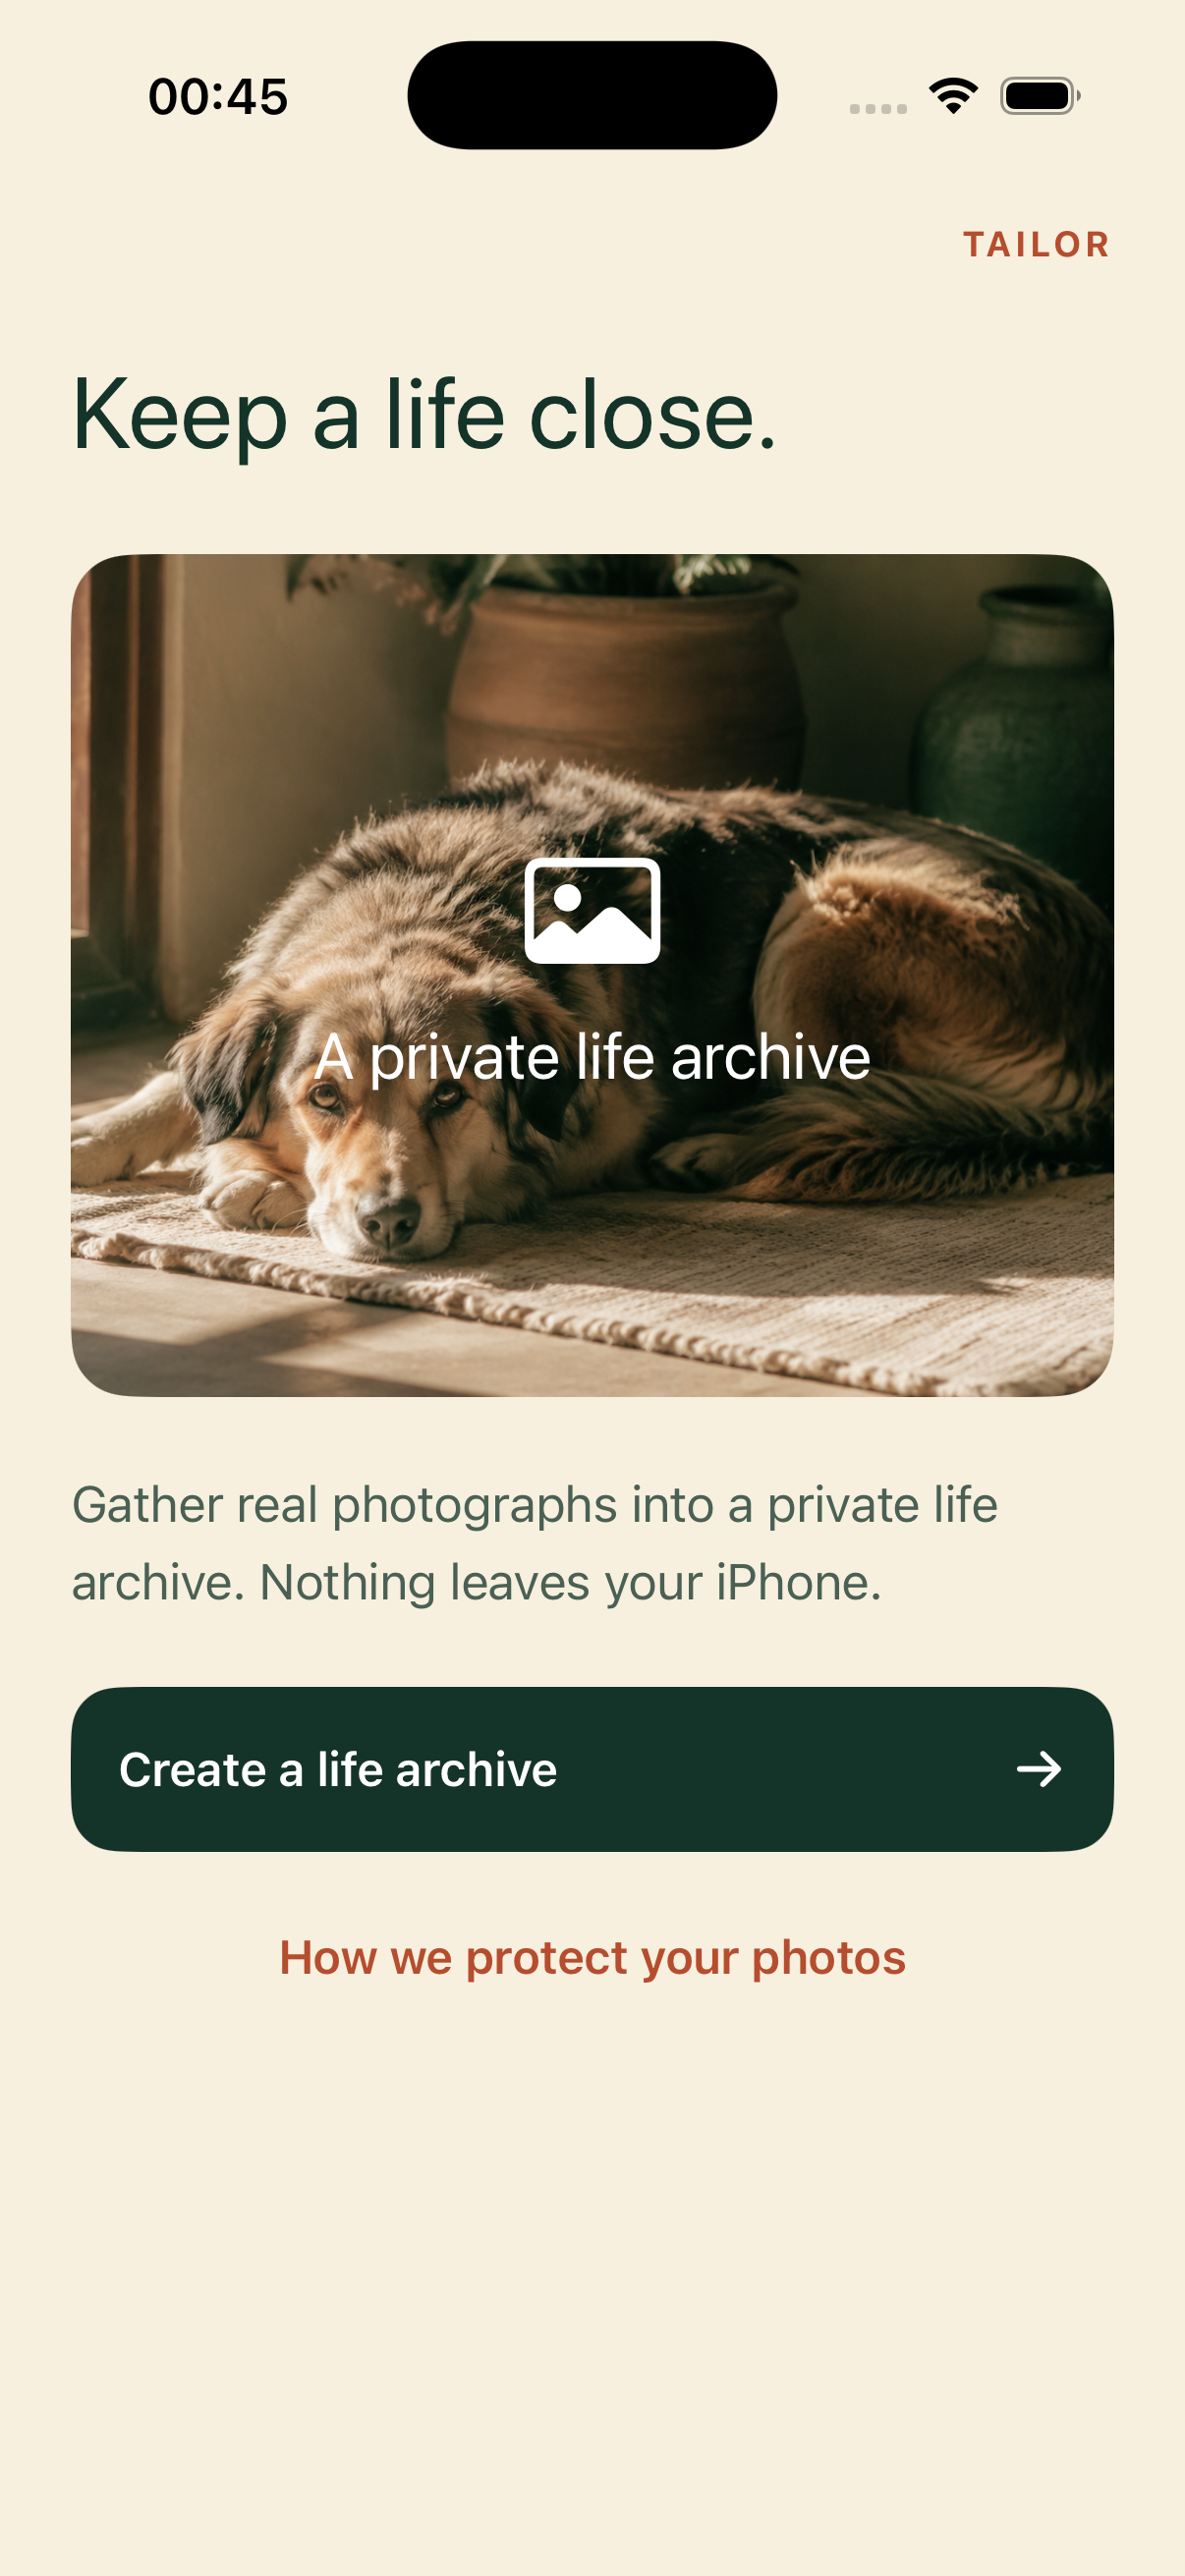 00:45
TAILOR
Keep a life close.
A private life archive
Gather real photographs into a private life
archive. Nothing leaves your iPhone.
Create a life archive
How we protect your photos